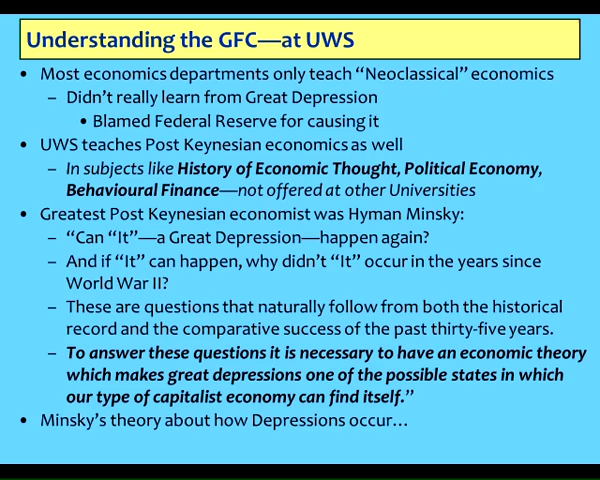 Understanding the GFC—at UWS
• Most economics departments only teach “Neoclassical” economics
– Didn’t really learn from Great Depression
• Blamed Federal Reserve for causing it
• UWS teaches Post Keynesian economics as well
– In subjects like History of Economic Thought, Political Economy,
Behavioural Finance—not offered at other Universities
• Greatest Post Keynesian economist was Hyman Minsky:
– “Can “It”—a Great Depression—happen again?
– And if “It” can happen, why didn’t “It” occur in the years since
World War II?
– These are questions that naturally follow from both the historical
record and the comparative success of the past thirty-five years.
– To answer these questions it is necessary to have an economic theory
which makes great depressions one of the possible states in which
our type of capitalist economy can find itself.”
• Minsky’s theory about how Depressions occur…